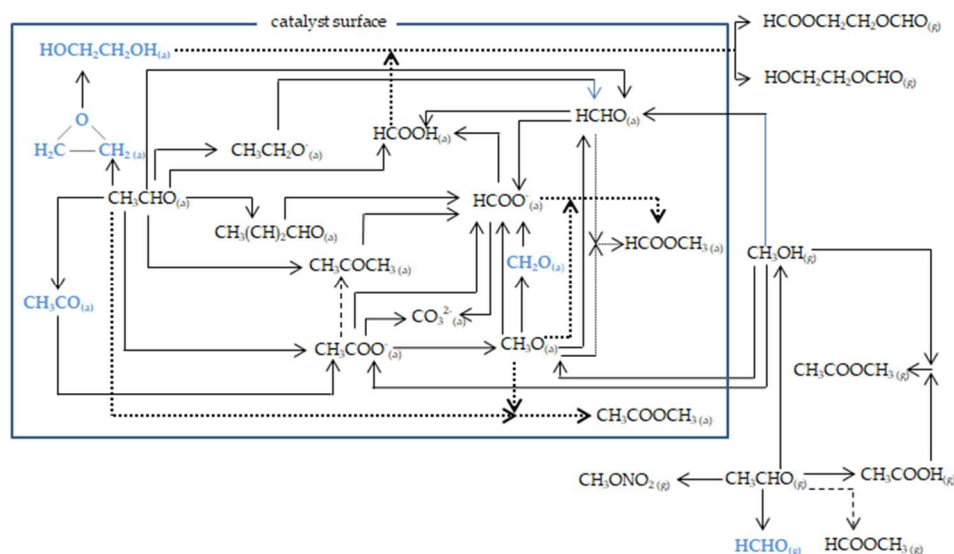 catalyst surface
HCOOCH₂CH₂OCHO(g)
HOCH₂CH₂OH(a)
HOCH₂CH₂OCHO(g)
O
H₂C CH₂(a)
HCHO(a)
HCOOH(a)
CH₃CH₂O⁻(a)
CH₃CHO(a)
HCOO⁻(a)
CH₃(CH)₂CHO(a)
HCOOCH₃(a)
CH₃OH(g)
CH₃COCH₃(a)
CH₂O(a)
CH₃CO(a)
CO₃²⁻(a)
CH₃COO⁻(a)
CH₃O(a)
CH₃COOCH₃(g)
CH₃COOCH₃(a)
CH₃ONO₂(g)
CH₃CHO(g)
CH₃COOH(g)
HCHO(g)
HCOOCH₃(g)